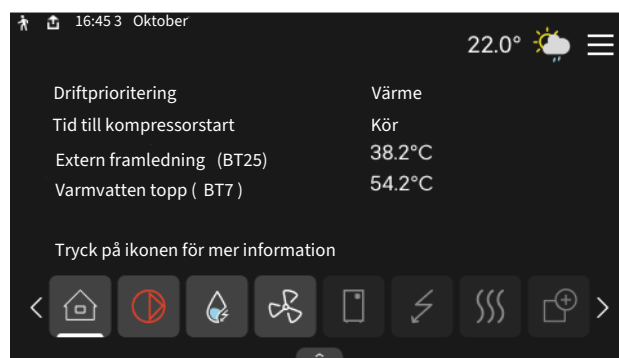 16:45 3 Oktober
22.0°
Driftprioritering Värme
Tid till kompressorstart Kör
Extern framledning (BT25) 38.2°C
Varmvatten topp ( BT7 ) 54.2°C
Tryck på ikonen för mer information